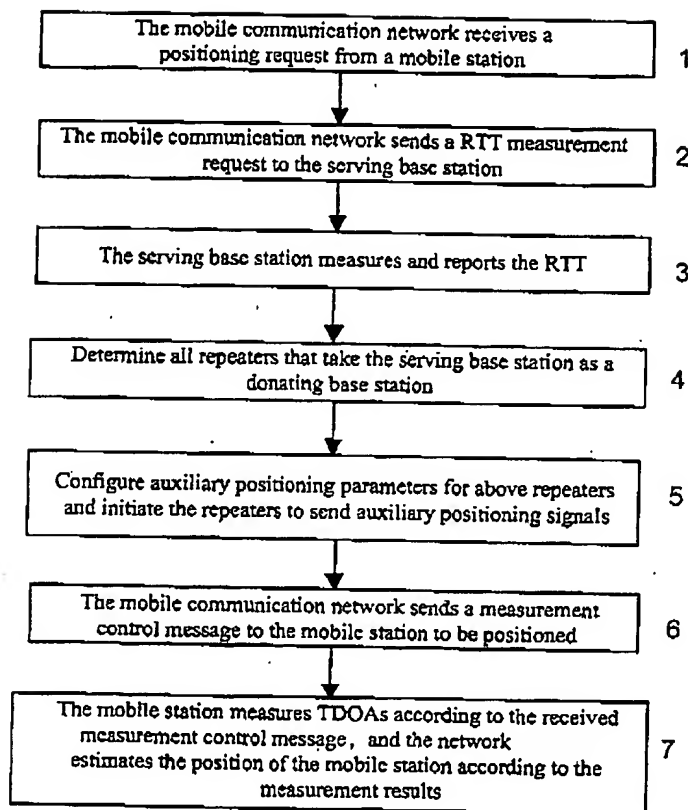 The mobile communication network receives a
positioning request from a mobile station
1
The mobile communication network sends a RTT measurement
request to the serving base station
2
The serving base station measures and reports the RTT
3
Determine all repeaters that take the serving base station as a
donating base station
4
Configure auxiliary positioning parameters for above repeaters
and initiate the repeaters to send auxiliary positioning signals
5
The mobile communication network sends a measurement
control message to the mobile station to be positioned
6
The mobile station measures TDOAs according to the received
measurement control message, and the network
estimates the position of the mobile station according to the
measurement results
7